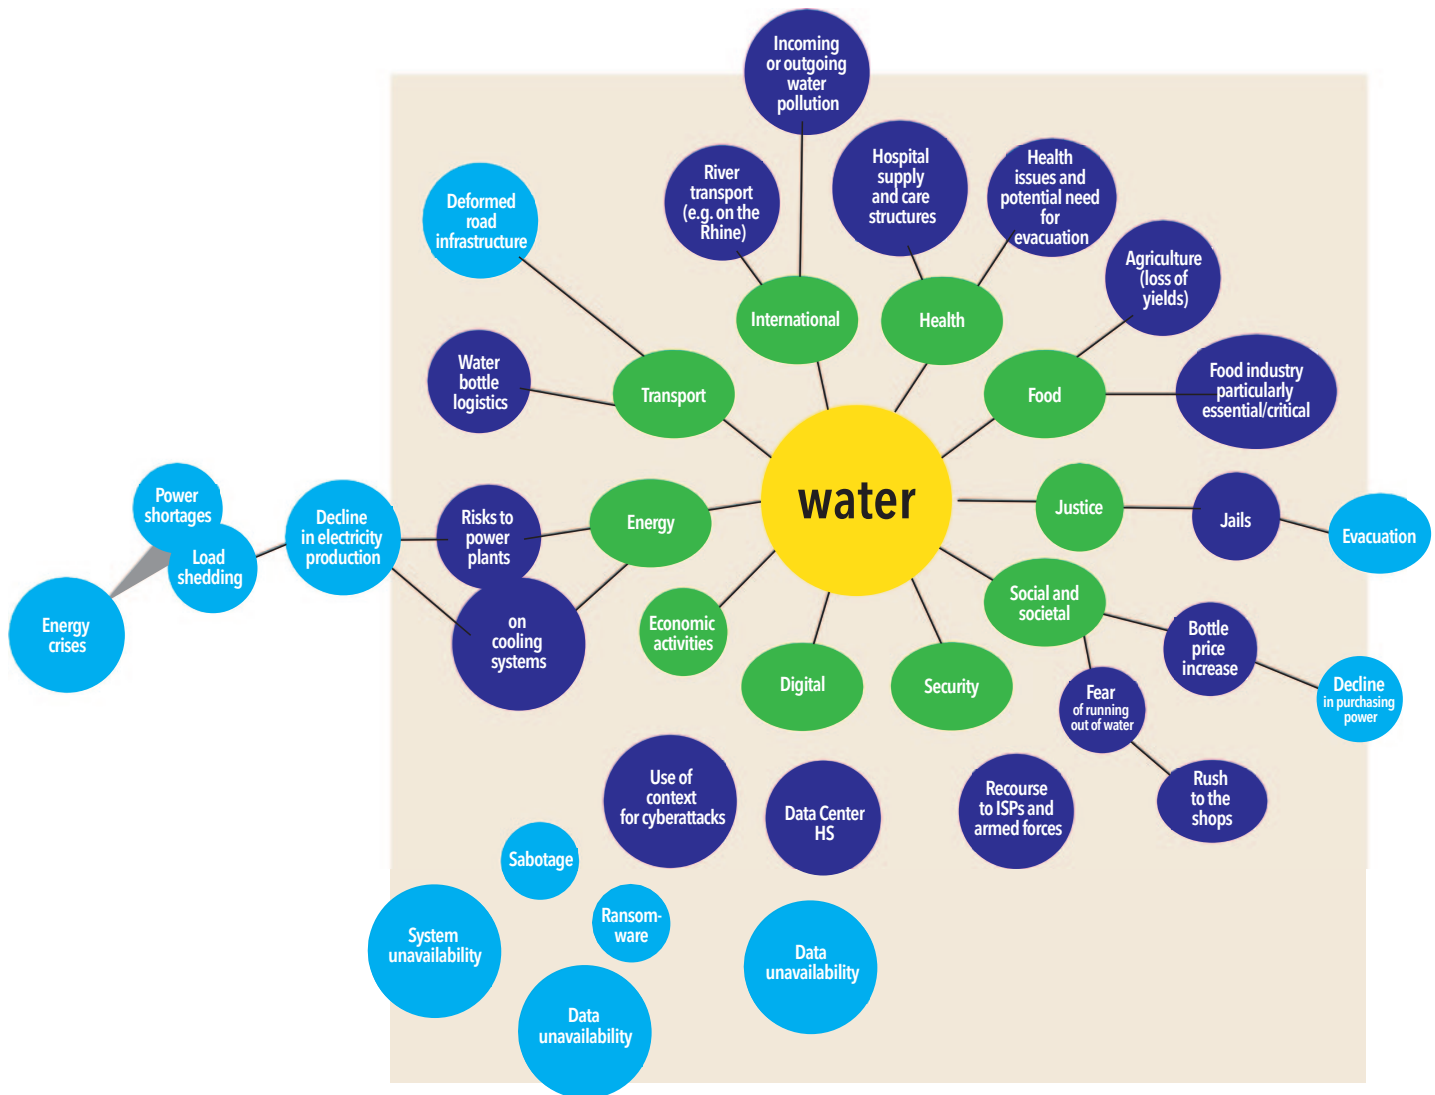 Incoming
or outgoing
water
pollution
River
transport
(e.g. on the
Rhine)
Hospital
supply
and care
structures
Health
issues and
potential need
for
evacuation
Deformed
road
infrastructure
Agriculture
(loss of
yields)
International
Health
Water
bottle
logistics
Transport
Food
Food industry
particularly
essential/critical
water
Power
shortages
Load
shedding
Decline
in electricity
production
Risks to
power
plants
Energy
Justice
Jails
Evacuation
Energy
crises
on
cooling
systems
Economic
activities
Social and
societal
Bottle
price
increase
Digital
Security
Fear
of running
out of water
Decline
in purchasing
power
Use of
context
for cyberattacks
Data Center
HS
Recourse
to ISPs and
armed forces
Rush
to the
shops
Sabotage
System
unavailability
Ransom-
ware
Data
unavailability
Data
unavailability